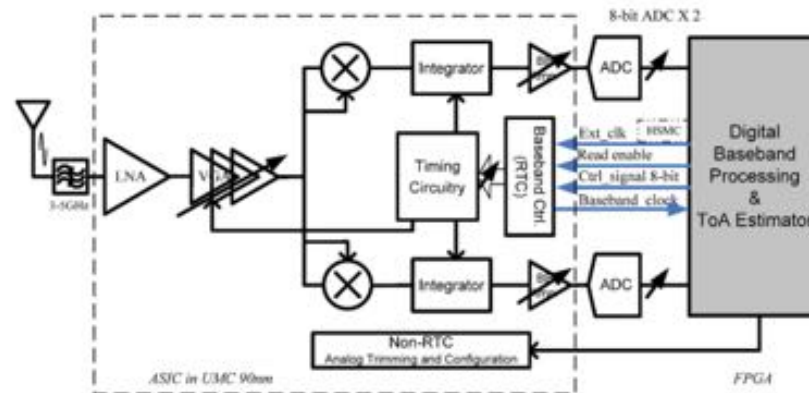 8-bit ADC X 2
Integrator
ADC
3-5GHz
LNA
VGA
Timing
Circuitry
Baseband Ctrl.
(RTC)
Ext_clk
HSMC
Read enable
Ctrl_signal 8-bit
Baseband_clock
Digital
Baseband
Processing
&
ToA Estimator
Integrator
ADC
Non-RTC
Analog Trimming and Configuration
ASIC in UMC 90nm
FPGA